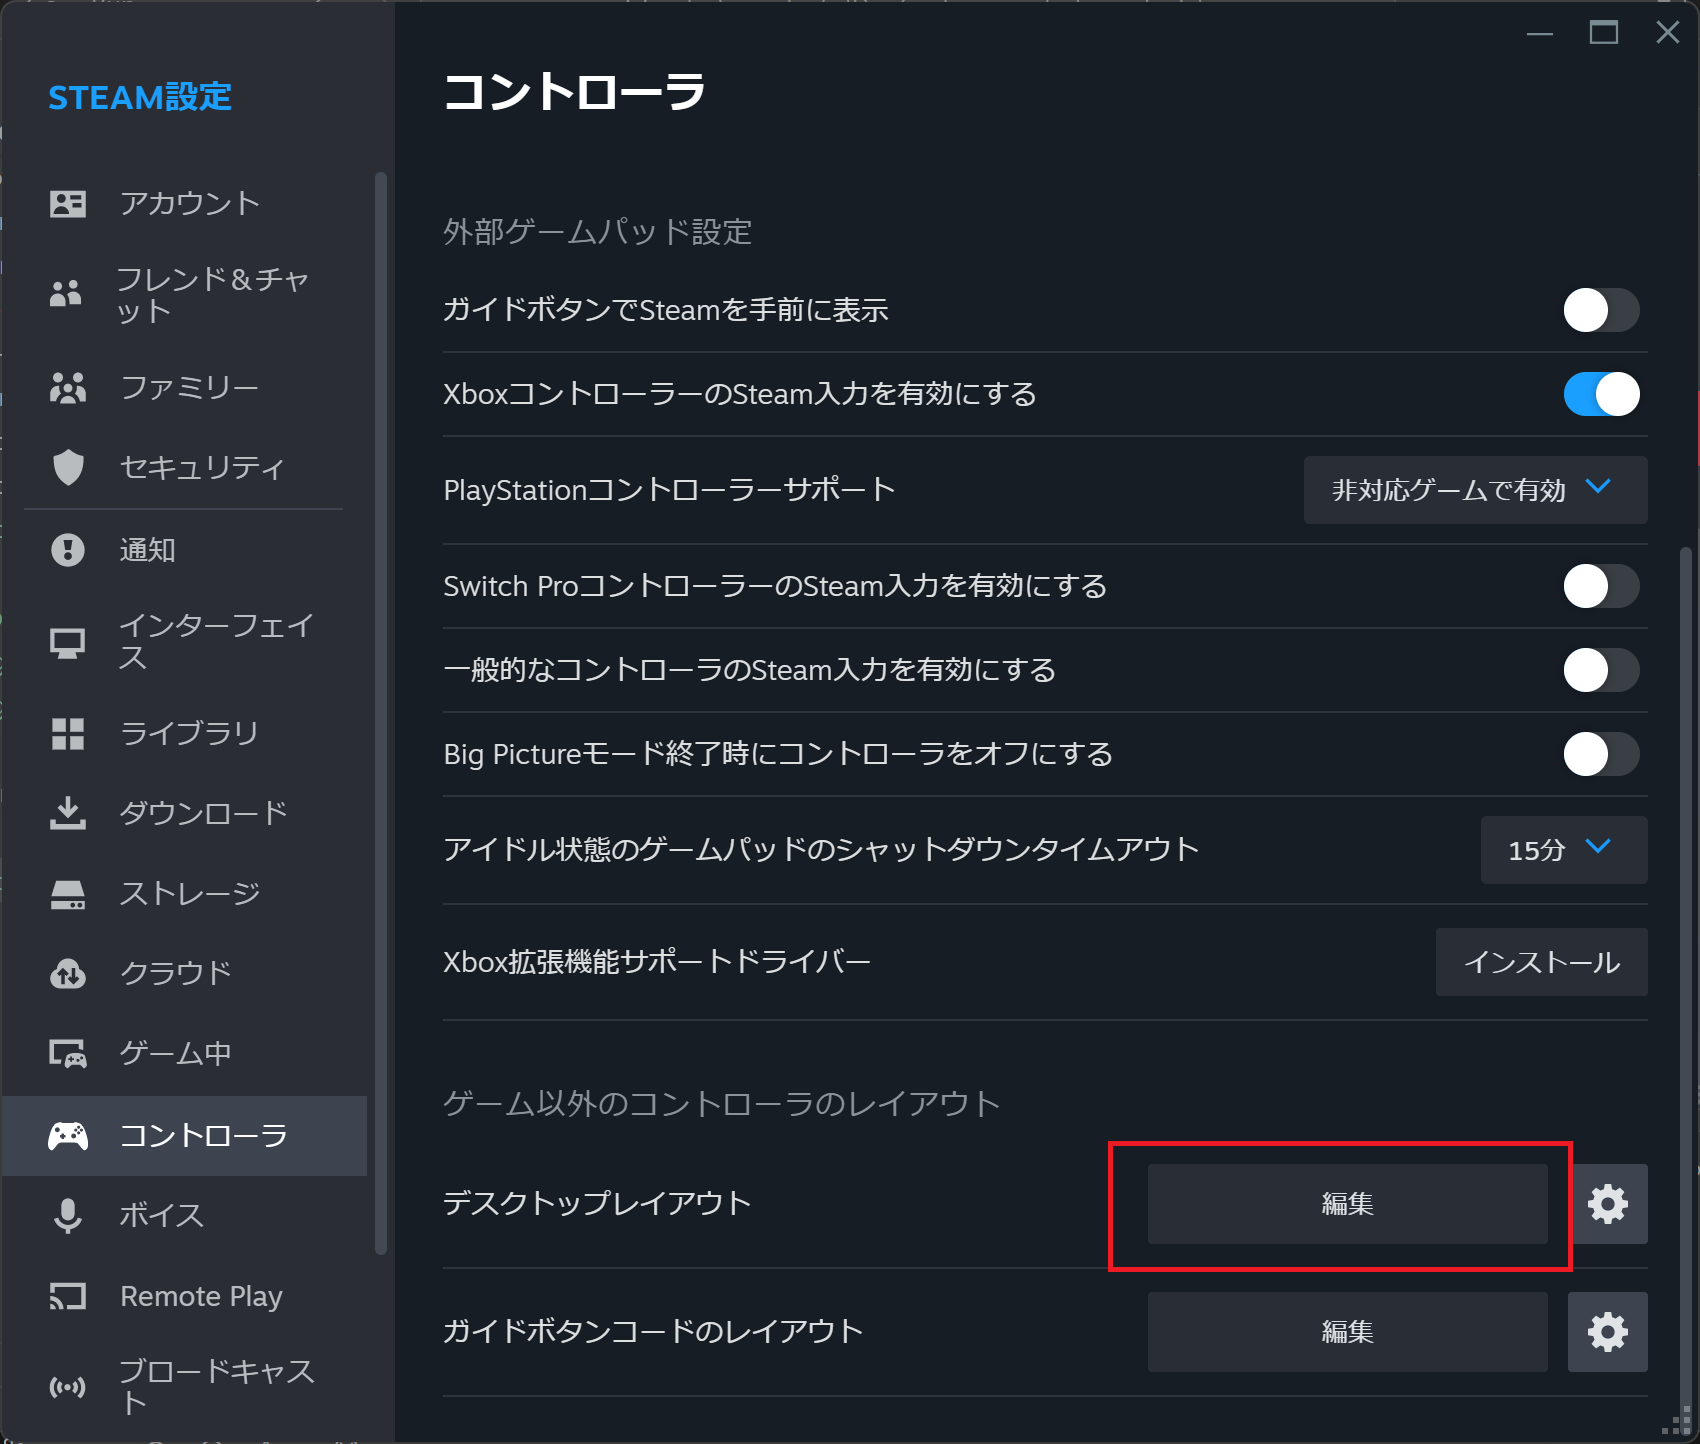 STEAM設定
アカウント
フレンド＆チャ
ット
ファミリー
セキュリティ
通知
インターフェイ
ス
ライブラリ
ダウンロード
ストレージ
クラウド
ゲーム中
コントローラ
ボイス
Remote Play
ブロードキャス
ト
コントローラ
外部ゲームパッド設定
ガイドボタンでSteamを手前に表示
XboxコントローラーのSteam入力を有効にする
PlayStationコントローラーサポート
非対応ゲームで有効
Switch ProコントローラーのSteam入力を有効にする
一般的なコントローラのSteam入力を有効にする
Big Pictureモード終了時にコントローラをオフにする
アイドル状態のゲームパッドのシャットダウンタイムアウト
15分
Xbox拡張機能サポートドライバー
インストール
ゲーム以外のコントローラのレイアウト
デスクトップレイアウト
編集
ガイドボタンコードのレイアウト
編集